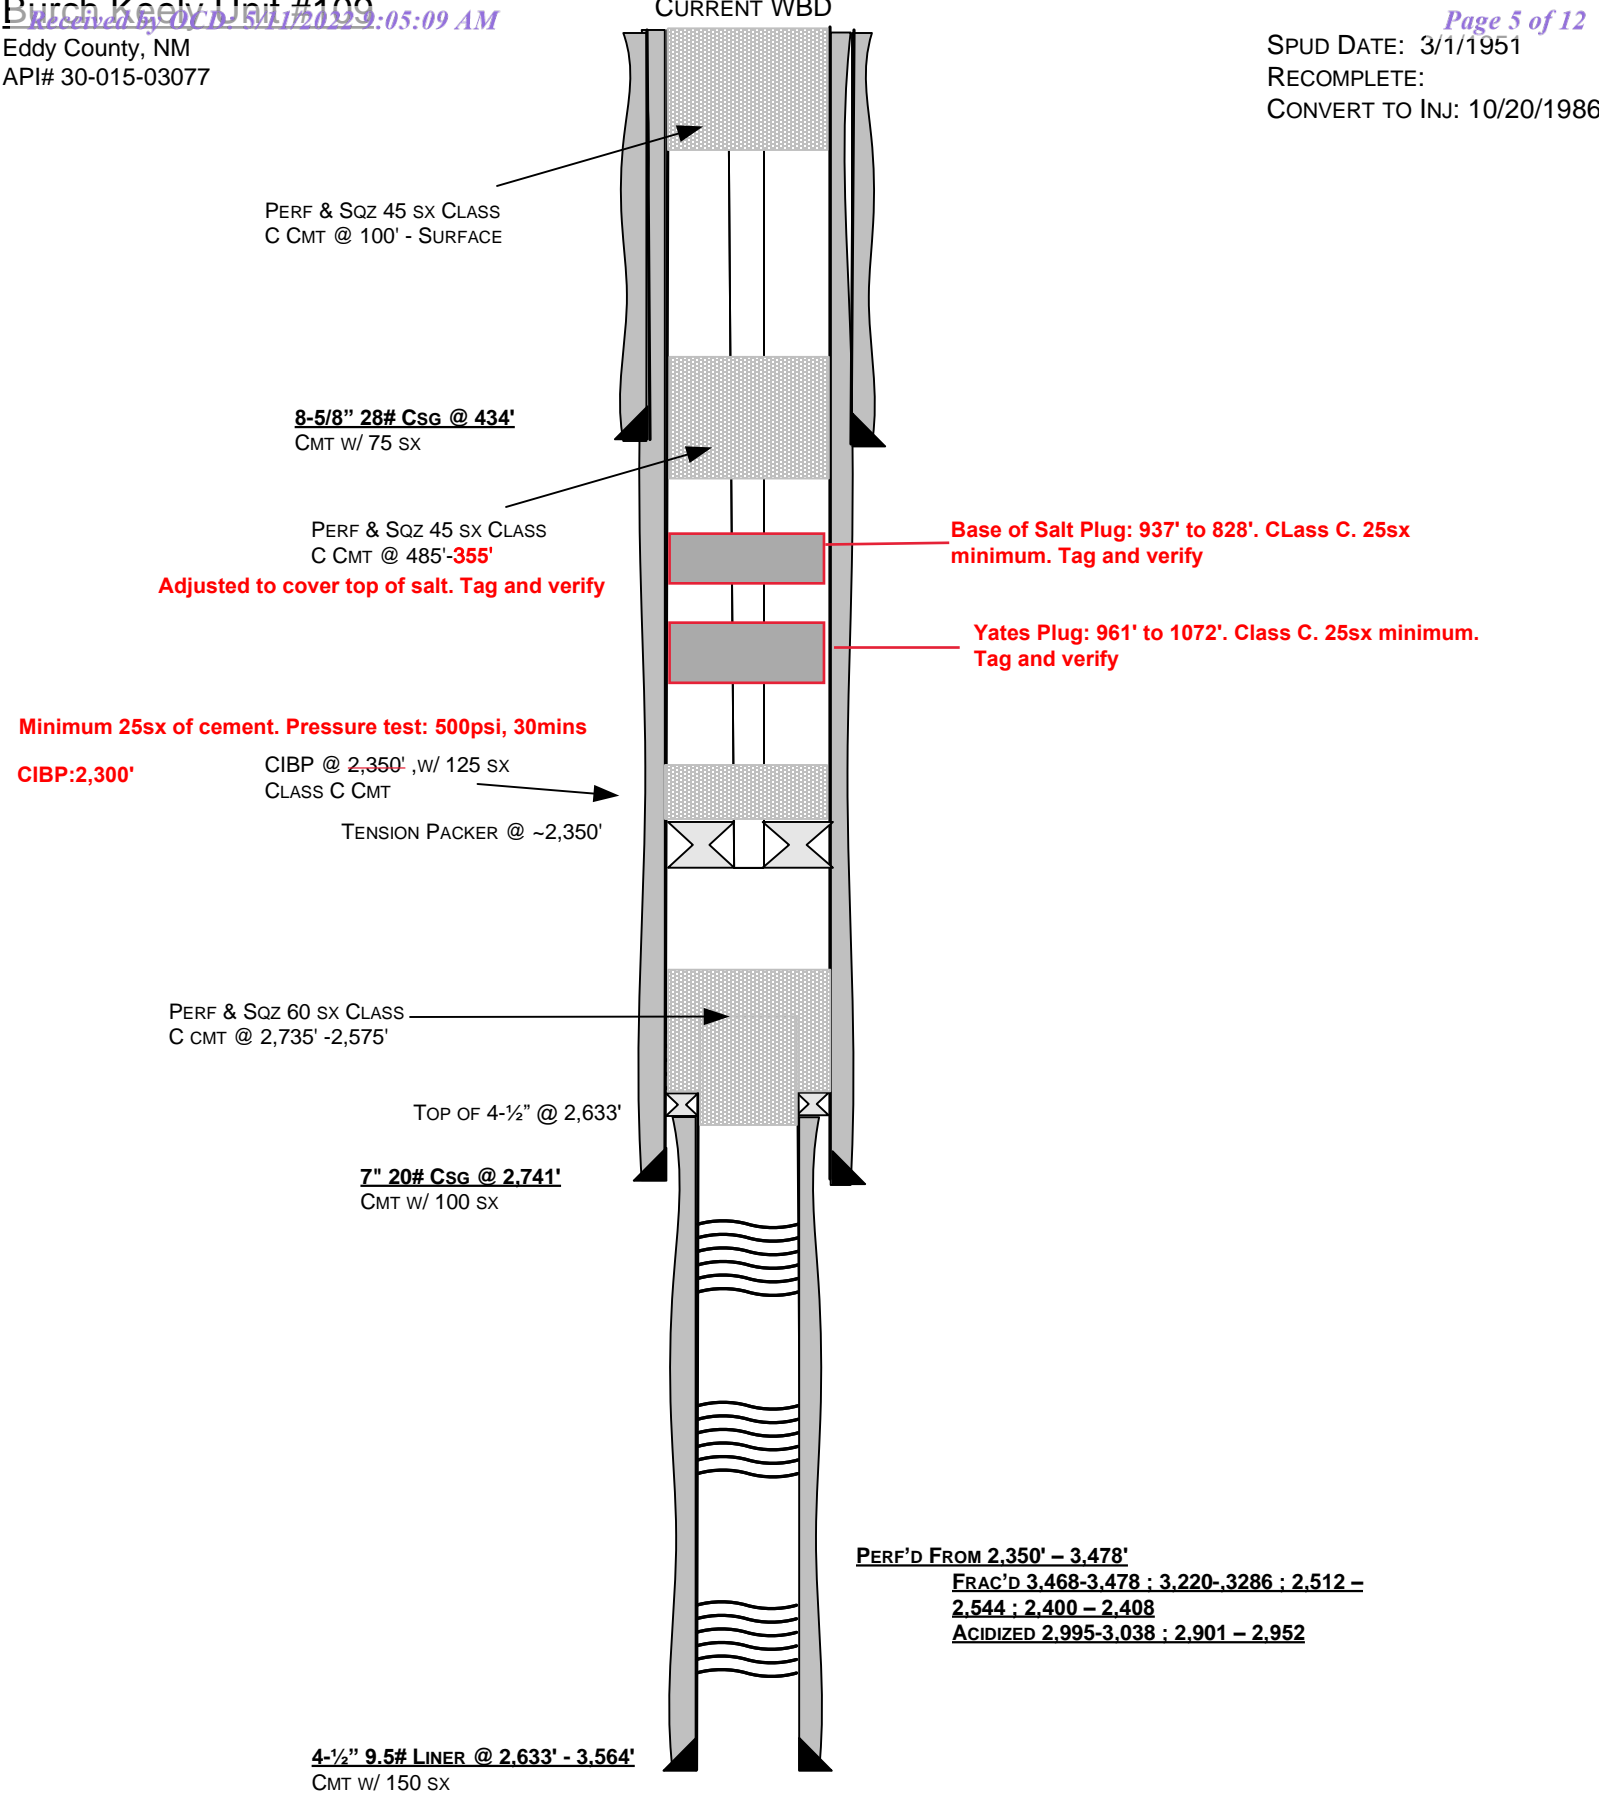 Burch Keely Unit #109
Received by OCD: 5/11/2022 9:05:09 AM
CURRENT WBD
Page 5 of 12
Eddy County, NM
API# 30-015-03077
SPUD DATE: 3/1/1951
RECOMPLETE:
CONVERT TO INJ: 10/20/1986
PERF & SQZ 45 SX CLASS
C CMT @ 100' - SURFACE
8-5/8” 28# CSG @ 434'
CMT W/ 75 SX
PERF & SQZ 45 SX CLASS
C CMT @ 485'-355'
Adjusted to cover top of salt. Tag and verify
Base of Salt Plug: 937' to 828'. CLass C. 25sx
minimum. Tag and verify
Yates Plug: 961' to 1072'. Class C. 25sx minimum.
Tag and verify
Minimum 25sx of cement. Pressure test: 500psi, 30mins
CIBP:2,300'
CIBP @ 2,350' ,W/ 125 SX
CLASS C CMT
TENSION PACKER @ ~2,350'
PERF & SQZ 60 SX CLASS
C CMT @ 2,735' -2,575'
TOP OF 4-½” @ 2,633'
7" 20# CSG @ 2,741'
CMT W/ 100 SX
PERF’D FROM 2,350' – 3,478'
FRAC’D 3,468-3,478 ; 3,220-,3286 ; 2,512 –
2,544 ; 2,400 – 2,408
ACIDIZED 2,995-3,038 ; 2,901 – 2,952
4-½” 9.5# LINER @ 2,633' - 3,564'
CMT W/ 150 SX